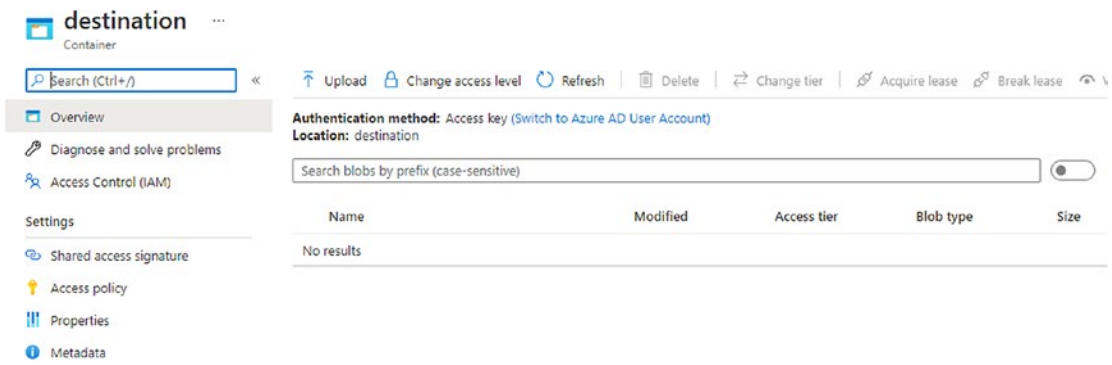 destination ...
Container
Search (Ctrl+/)
«
Upload Change access level Refresh Delete Change tier Acquire lease Break lease
Overview
Diagnose and solve problems
Access Control (IAM)
Settings
Shared access signature
Access policy
Properties
Metadata
Authentication method: Access key (Switch to Azure AD User Account)
Location: destination
Search blobs by prefix (case-sensitive)
Name Modified Access tier Blob type Size
No results